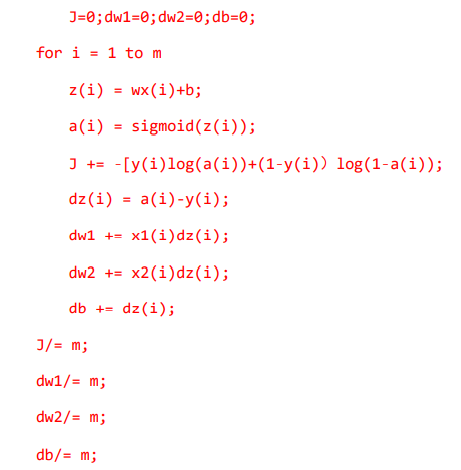 J=0;dw1=0;dw2=0;db=0;
for i = 1 to m
z(i) = wx(i)+b;
a(i) = sigmoid(z(i));
J += -[y(i)log(a(i))+(1-y(i)) log(1-a(i));
dz(i) = a(i)-y(i);
dw1 += x1(i)dz(i);
dw2 += x2(i)dz(i);
db += dz(i);
J/= m;
dw1/= m;
dw2/= m;
db/= m;